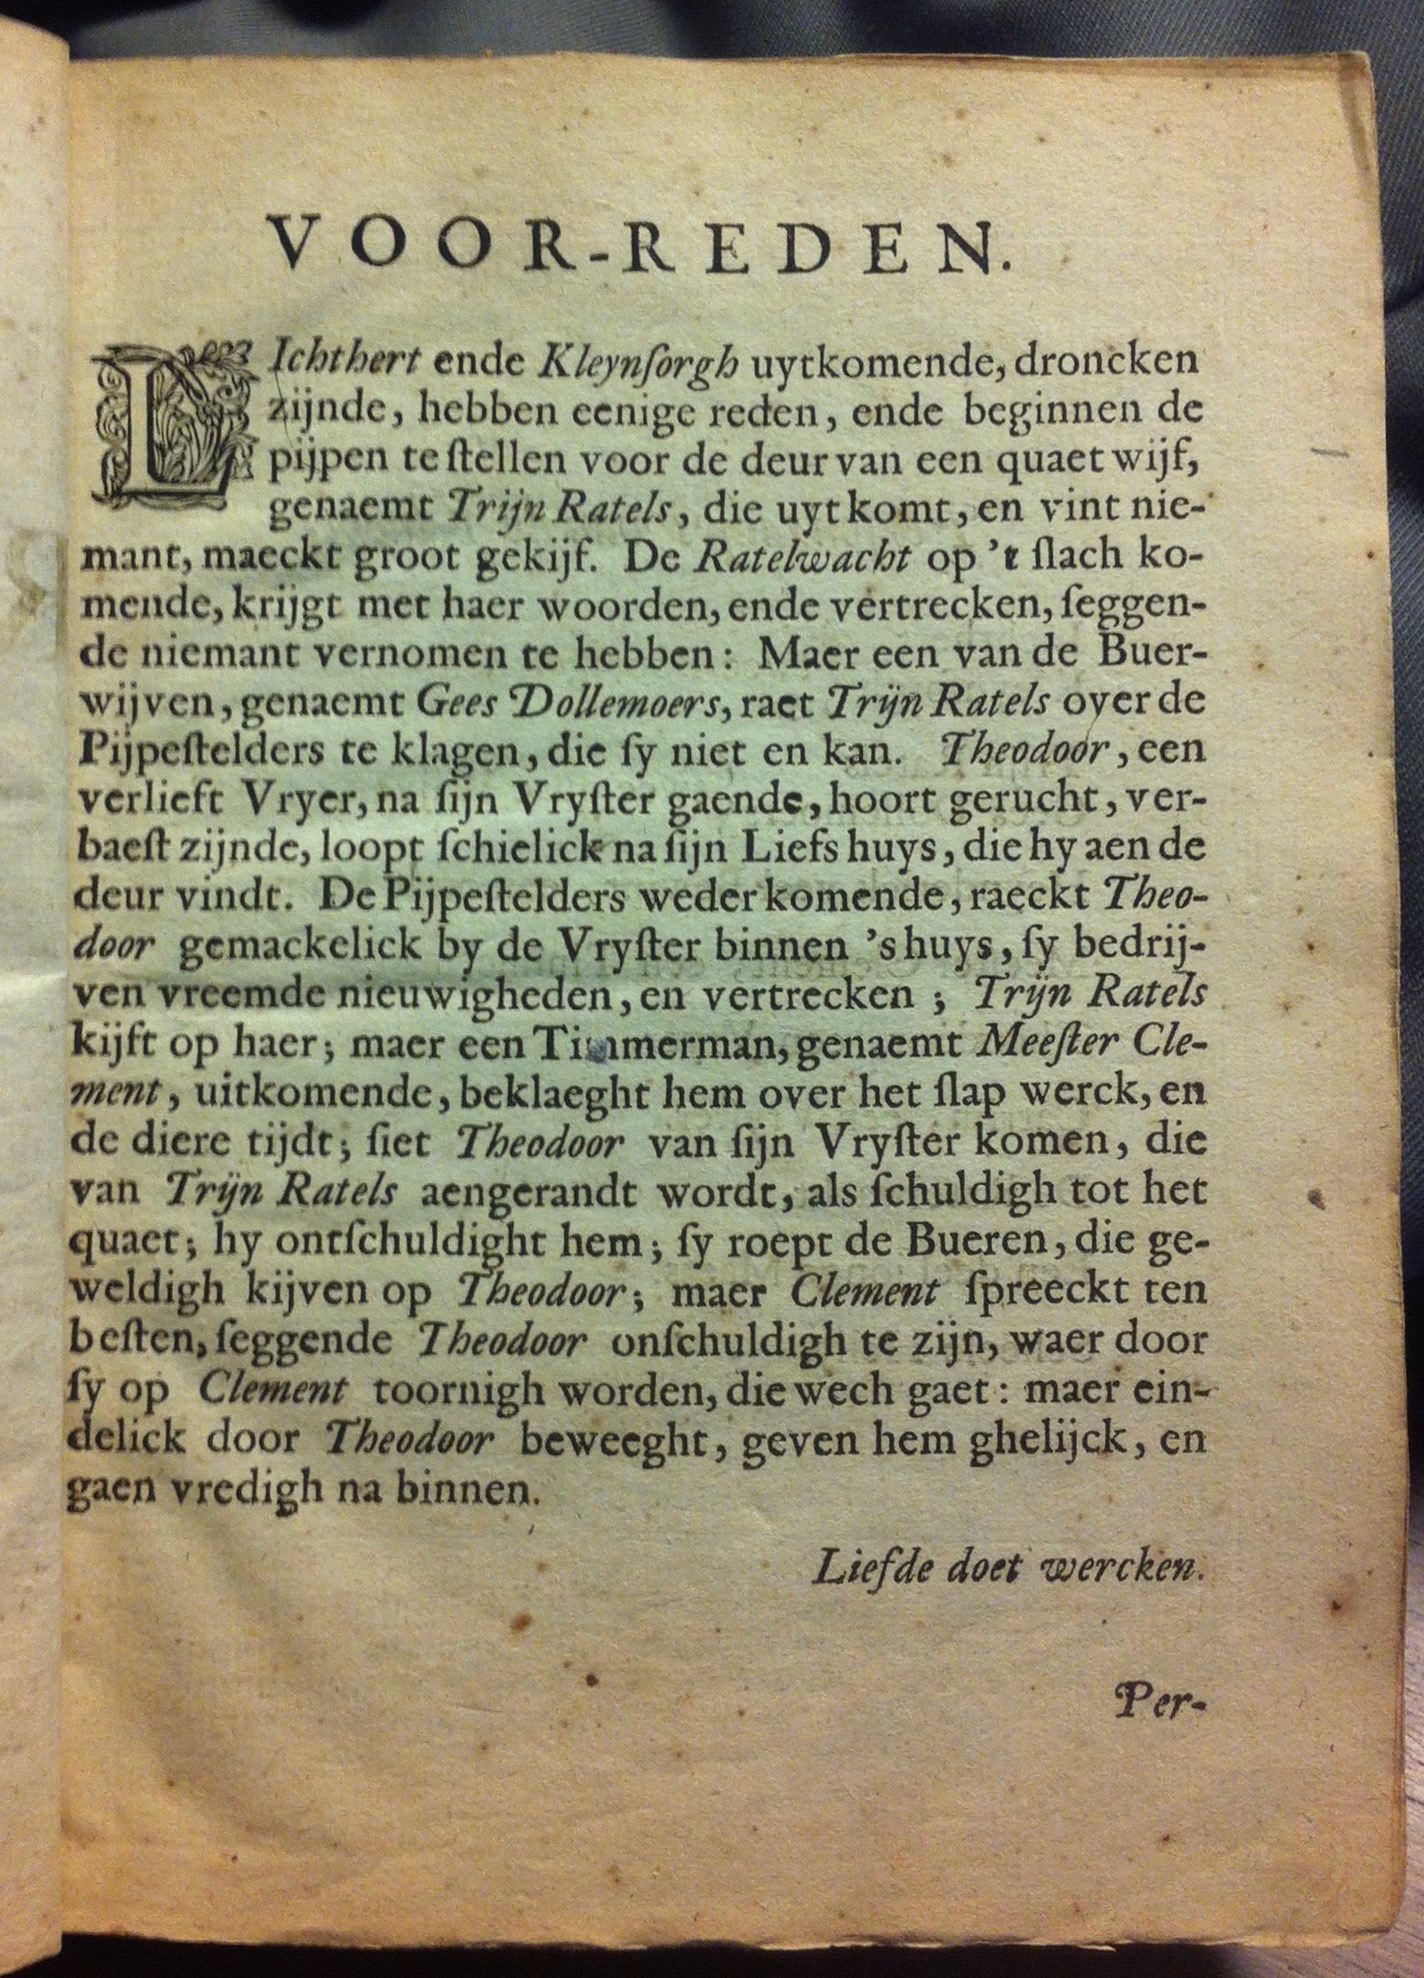 VOOR-REDEN.
LIchthert ende Kleynſorgh uytkomende, droncken
zijnde, hebben eenige reden, ende beginnen de
pijpen te ſtellen voor de deur van een quaet wijf,
genaemt Trijn Ratels, die uyt komt, en vint nie-
mant, maeckt groot gekijf. De Ratelwacht op 't ſlach ko-
mende, krijgt met haer woorden, ende vertrecken, ſeggen-
de niemant vernomen te hebben: Maer een van de Buer-
wijven, genaemt Gees Dollemoers, raet Trijn Ratels over de
Pijpeſtelders te klagen, die ſy niet en kan. Theodoor, een
verlieft Vryer, na ſijn Vryſter gaende, hoort gerucht, ver-
baeſt zijnde, loopt ſchielick na ſijn Liefs huys, die hy aen de
deur vindt. De Pijpeſtelders weder komende, raeckt Theo-
door gemackelick by de Vryſter binnen 's huys, ſy bedrij-
ven vreemde nieuwigheden, en vertrecken ; Trijn Ratels
kijft op haer; maer een Timmerman, genaemt Meeſter Cle-
ment, uitkomende, beklaeght hem over het ſlap werck, en
de diere tijdt; ſiet Theodoor van ſijn Vryſter komen, die
van Trijn Ratels aengerandt wordt, als ſchuldigh tot het
quaet; hy ontſchuldight hem; ſy roept de Bueren, die ge-
weldigh kijven op Theodoor; maer Clement ſpreeckt ten
beſten, ſeggende Theodoor onſchuldigh te zijn, waer door
ſy op Clement toornigh worden, die wech gaet: maer ein-
delick door Theodoor beweeght, geven hem ghelijck, en
gaen vredigh na binnen.
Liefde doet wercken.
Per-